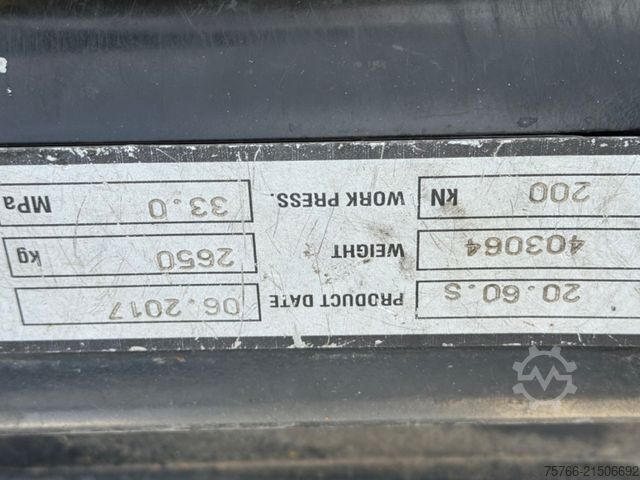 20.60.S PRODUCT DATE 06.2017
403064 WEIGHT 2650 kg
200 kN WORK PRESS. 33.0 MPa
75766-21506692